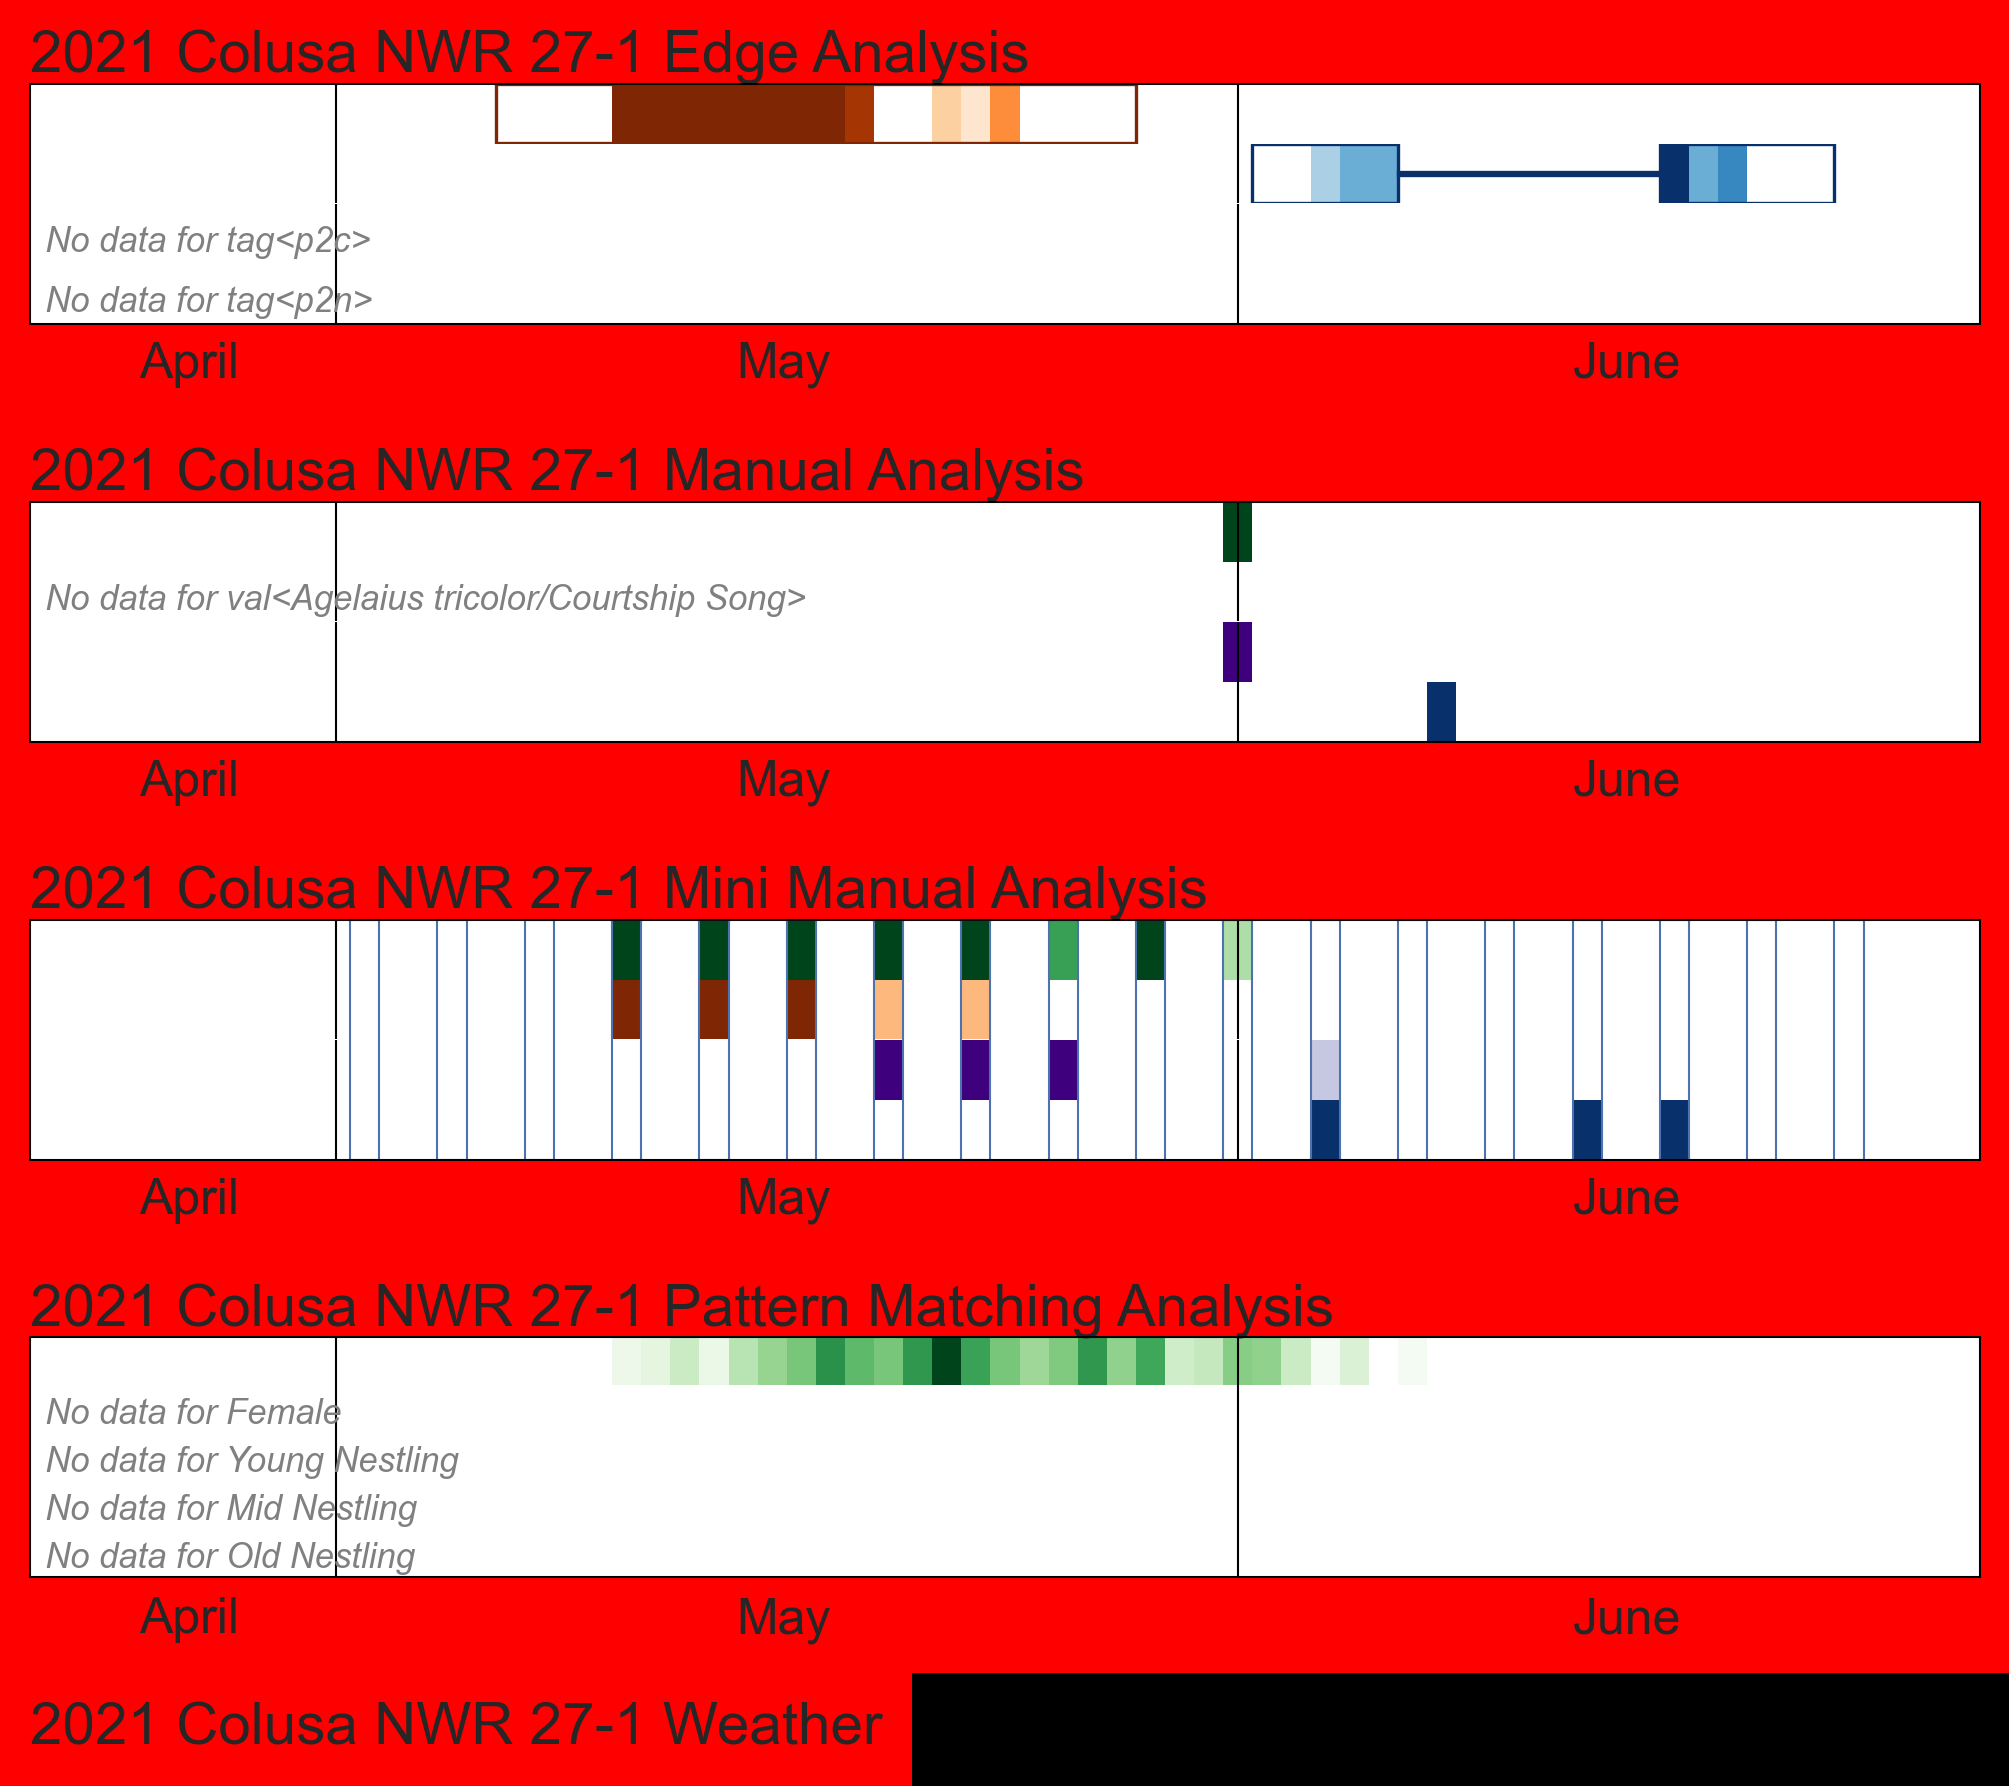 2021 Colusa NWR 27-1 Edge Analysis
No data for tag<p2c>
No data for tag<p2n>
April May June
2021 Colusa NWR 27-1 Manual Analysis
No data for val<Agelaius tricolor/Courtship Song>
April May June
2021 Colusa NWR 27-1 Mini Manual Analysis
April May June
2021 Colusa NWR 27-1 Pattern Matching Analysis
No data for Female
No data for Young Nestling
No data for Mid Nestling
No data for Old Nestling
April May June
2021 Colusa NWR 27-1 Weather